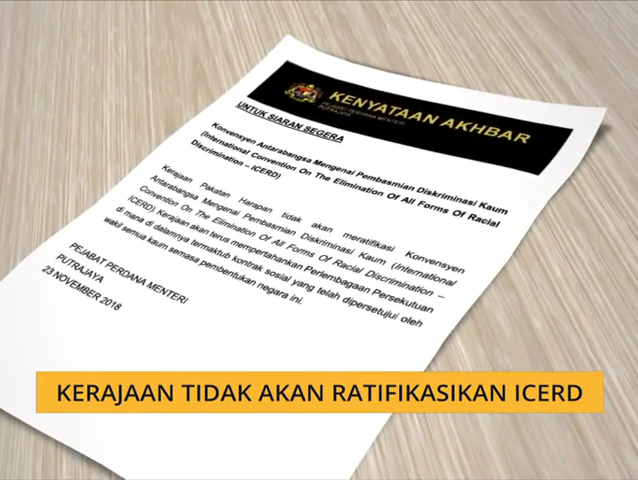 KENYATAAN AKHBAR
PEJABAT PERDANA MENTERI
PUTRAJAYA
UNTUK SIARAN SEGERA
Konvensyen Antarabangsa Mengenai Pembasmian Diskriminasi Kaum
(International Convention On The Elimination Of All Forms Of Racial
Discrimination – ICERD)
Kerajaan Pakatan Harapan tidak akan meratifikasi Konvensyen
Antarabangsa Mengenai Pembasmian Diskriminasi Kaum (International
Convention On The Elimination Of All Forms Of Racial Discrimination –
ICERD). Kerajaan akan terus mempertahankan Perlembagaan Persekutuan
di mana di dalamnya termaktub kontrak sosial yang telah dipersetujui oleh
wakil semua kaum semasa pembentukan negara ini.
PEJABAT PERDANA MENTERI
PUTRAJAYA
23 NOVEMBER 2018
KERAJAAN TIDAK AKAN RATIFIKASIKAN ICERD